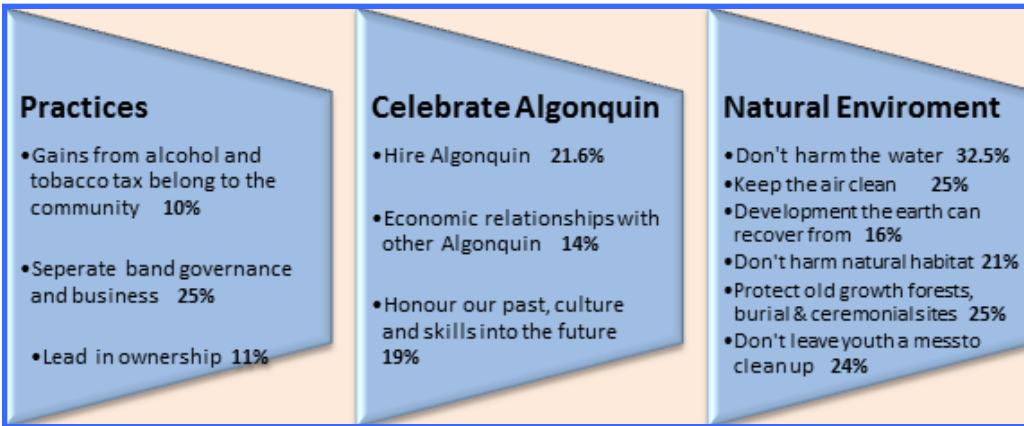 Practices
•Gains from alcohol and
tobacco tax belong to the
community 10%
•Seperate band governance
and business 25%
•Lead in ownership 11%
Celebrate Algonquin
•Hire Algonquin 21.6%
•Economic relationships with
other Algonquin 14%
•Honour our past, culture
and skills into the future
19%
Natural Enviroment
•Don't harm the water 32.5%
•Keep the air clean 25%
•Development the earth can
recover from 16%
•Don't harm natural habitat 21%
•Protect old growth forests,
burial & ceremonial sites 25%
•Don't leave youth a mess to
clean up 24%